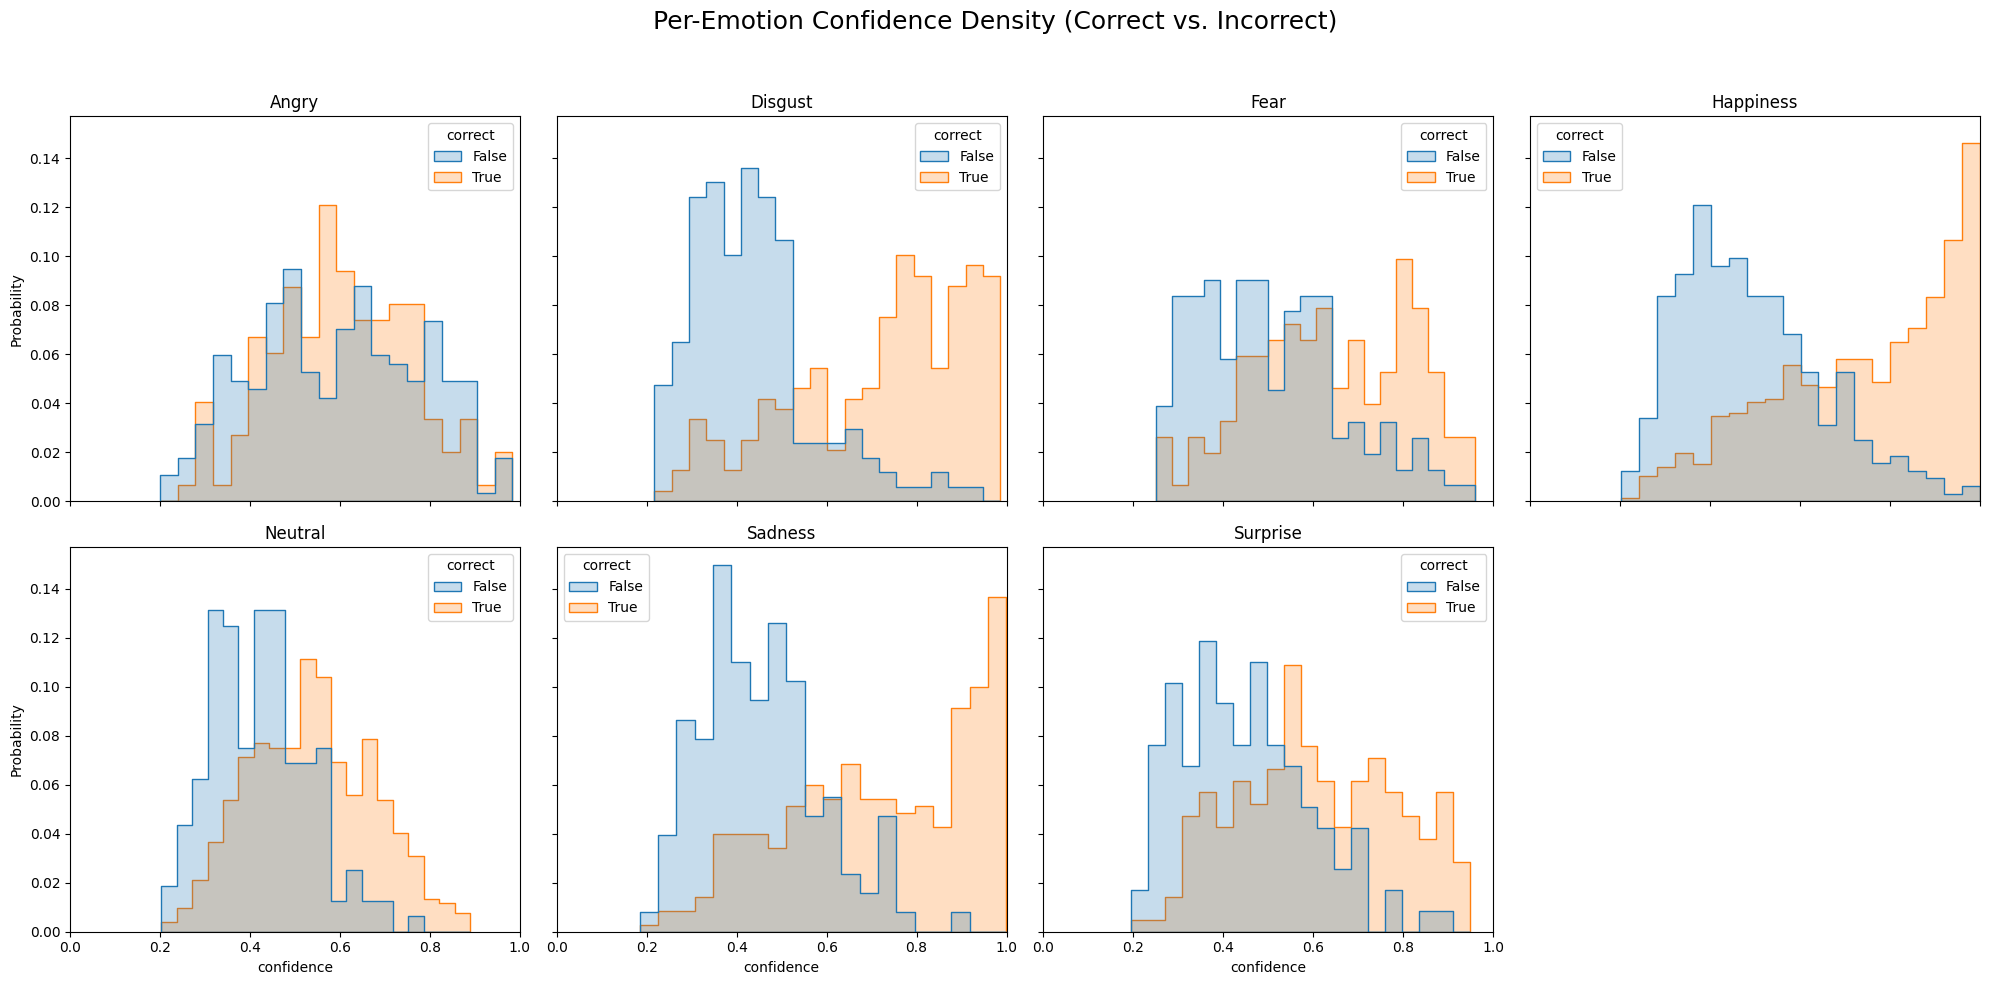 Per-Emotion Confidence Density (Correct vs. Incorrect)
Angry
Disgust
Fear
Happiness
correct
False
True
correct
False
True
correct
False
True
correct
False
True
0.14
0.12
0.10
0.08
0.06
0.04
0.02
0.00
Probability
Neutral
Sadness
Surprise
correct
False
True
correct
False
True
correct
False
True
0.14
0.12
0.10
0.08
0.06
0.04
0.02
0.00
Probability
0.0 0.2 0.4 0.6 0.8 1.0
confidence
0.0 0.2 0.4 0.6 0.8 1.0
confidence
0.0 0.2 0.4 0.6 0.8 1.0
confidence